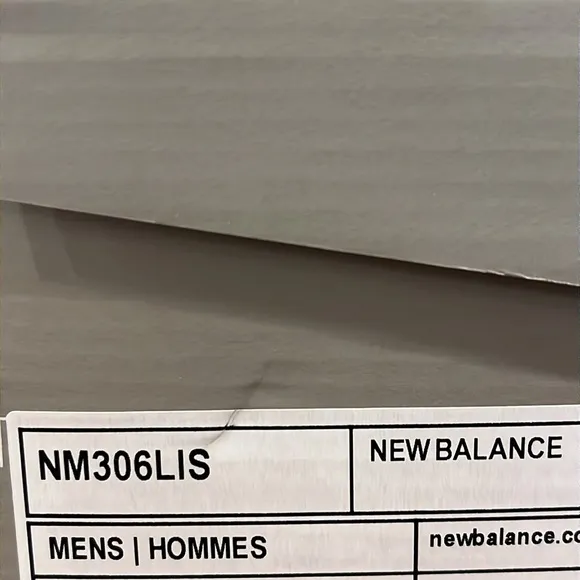 NM306LIS
NEW BALANCE
MENS | HOMMES
newbalance.co